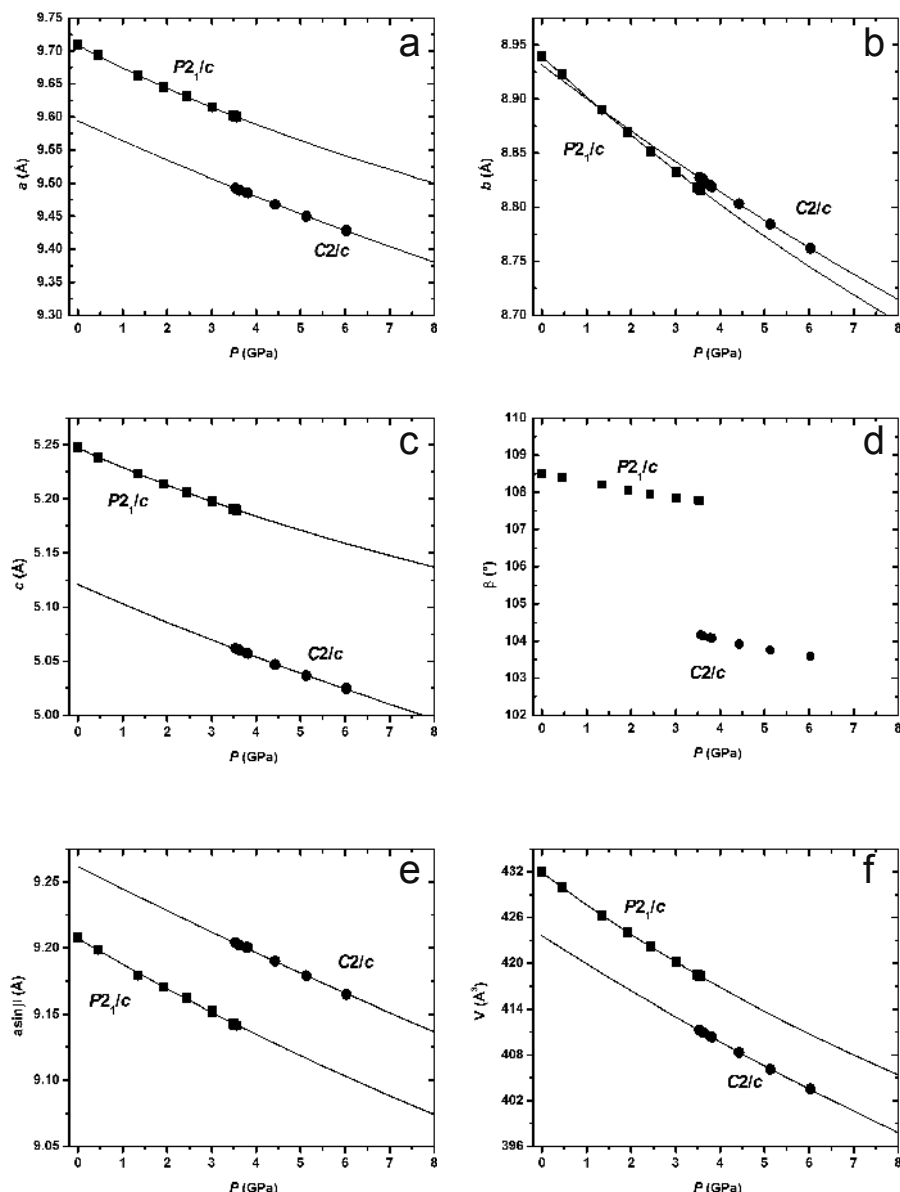 a
9.75
9.70
9.65
9.60
9.55
9.50
9.45
9.40
9.35
9.30
a (Å)
P2₁/c
C2/c
0 1 2 3 4 5 6 7 8
P (GPa)
b
8.95
8.90
8.85
8.80
8.75
8.70
b (Å)
P2₁/c
C2/c
0 1 2 3 4 5 6 7 8
P (GPa)
c
5.25
5.20
5.15
5.10
5.05
5.00
c (Å)
P2₁/c
C2/c
0 1 2 3 4 5 6 7 8
P (GPa)
d
110
109
108
107
106
105
104
103
102
β (°)
P2₁/c
C2/c
0 1 2 3 4 5 6 7 8
P (GPa)
e
9.25
9.20
9.15
9.10
9.05
asinβ (Å)
C2/c
P2₁/c
0 1 2 3 4 5 6 7 8
P (GPa)
f
432
426
420
414
408
402
396
V (Å³)
P2₁/c
C2/c
0 1 2 3 4 5 6 7 8
P (GPa)